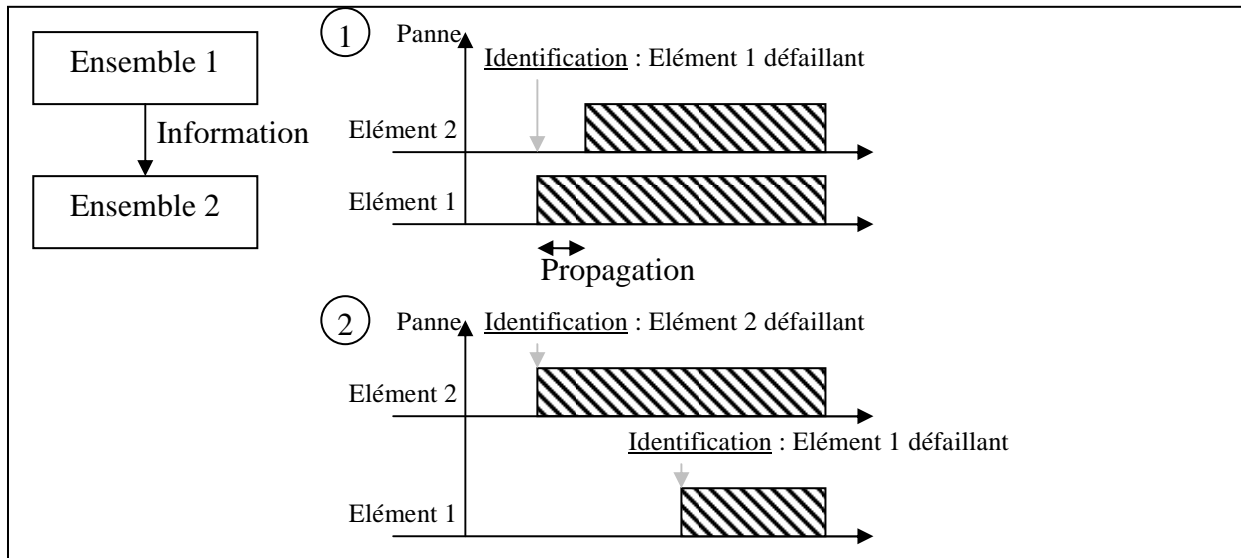 Ensemble 1
Information
Ensemble 2
1
Panne
Identification : Elément 1 défaillant
Elément 2
Elément 1
Propagation
2
Panne
Identification : Elément 2 défaillant
Elément 2
Identification : Elément 1 défaillant
Elément 1